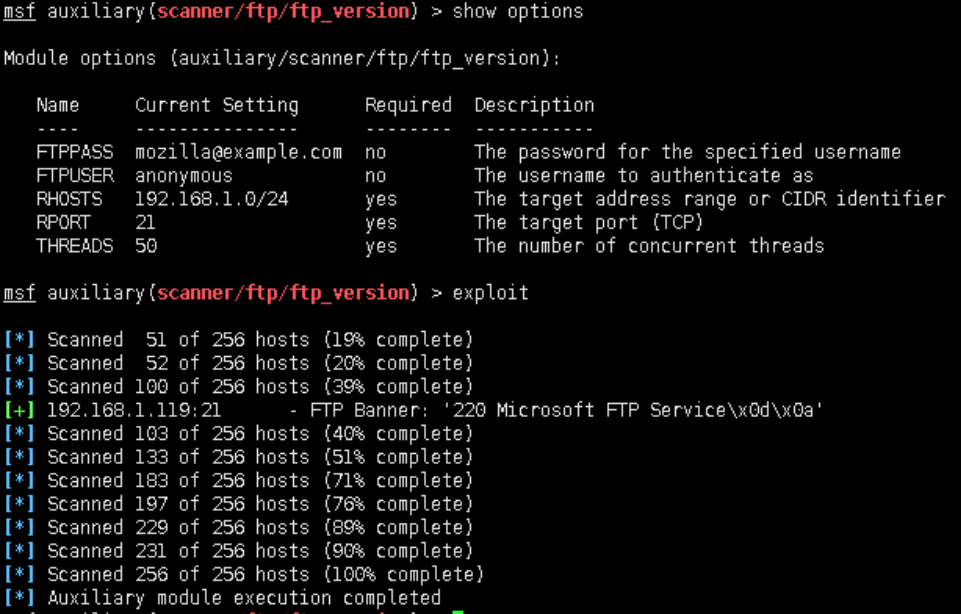 msf auxiliary(scanner/ftp/ftp_version) > show options
Module options (auxiliary/scanner/ftp/ftp_version):
Name Current Setting Required Description
---- --------------- -------- -----------
FTPPASS mozilla@example.com no The password for the specified username
FTPUSER anonymous no The username to authenticate as
RHOSTS 192.168.1.0/24 yes The target address range or CIDR identifier
RPORT 21 yes The target port (TCP)
THREADS 50 yes The number of concurrent threads
msf auxiliary(scanner/ftp/ftp_version) > exploit
[*] Scanned 51 of 256 hosts (19% complete)
[*] Scanned 52 of 256 hosts (20% complete)
[*] Scanned 100 of 256 hosts (39% complete)
[+] 192.168.1.119:21 - FTP Banner: '220 Microsoft FTP Service\x0d\x0a'
[*] Scanned 103 of 256 hosts (40% complete)
[*] Scanned 133 of 256 hosts (51% complete)
[*] Scanned 183 of 256 hosts (71% complete)
[*] Scanned 197 of 256 hosts (76% complete)
[*] Scanned 229 of 256 hosts (89% complete)
[*] Scanned 231 of 256 hosts (90% complete)
[*] Scanned 256 of 256 hosts (100% complete)
[*] Auxiliary module execution completed